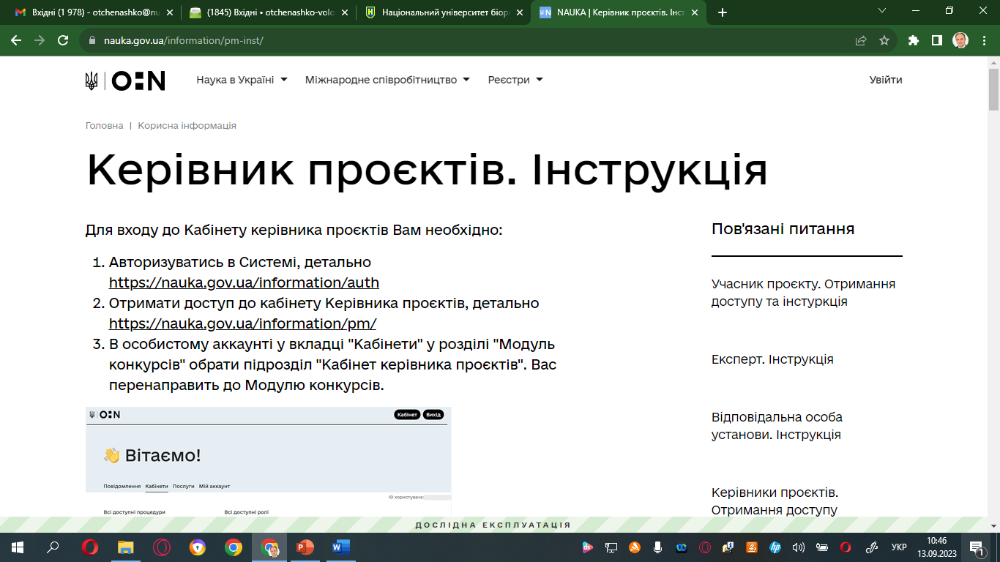 Вхідні (1 978) - otchenashko@nu
(1845) Вхідні • otchenashko-volo
Національний університет біор
NAUKA | Керівник проєктів. Інст
nauka.gov.ua/information/pm-inst/
O:N
Наука в Україні
Міжнародне співробітництво
Реєстри
Увійти
Головна | Корисна інформація
Керівник проєктів. Інструкція
Для входу до Кабінету керівника проєктів Вам необхідно:
1. Авторизуватись в Системі, детально
https://nauka.gov.ua/information/auth
2. Отримати доступ до кабінету Керівника проєктів, детально
https://nauka.gov.ua/information/pm/
3. В особистому аккаунті у вкладці "Кабінети" у розділі "Модуль
конкурсів" обрати підрозділ "Кабінет керівника проєктів". Вас
перенаправить до Модулю конкурсів.
Пов'язані питання
Учасник проєкту. Отримання
доступу та інстуркція
Експерт. Інструкція
Відповідальна особа
установи. Інструкція
Керівники проєктів.
Отримання доступу
O:N
Кабінет
Вихід
👋 Вітаємо!
Повідомлення Кабінети Послуги Мій аккаунт
ID користувача:
Всі доступні процедури
Всі доступні ролі
ДОСЛІДНА ЕКСПЛУАТАЦІЯ
УКР
10:46
13.09.2023
1